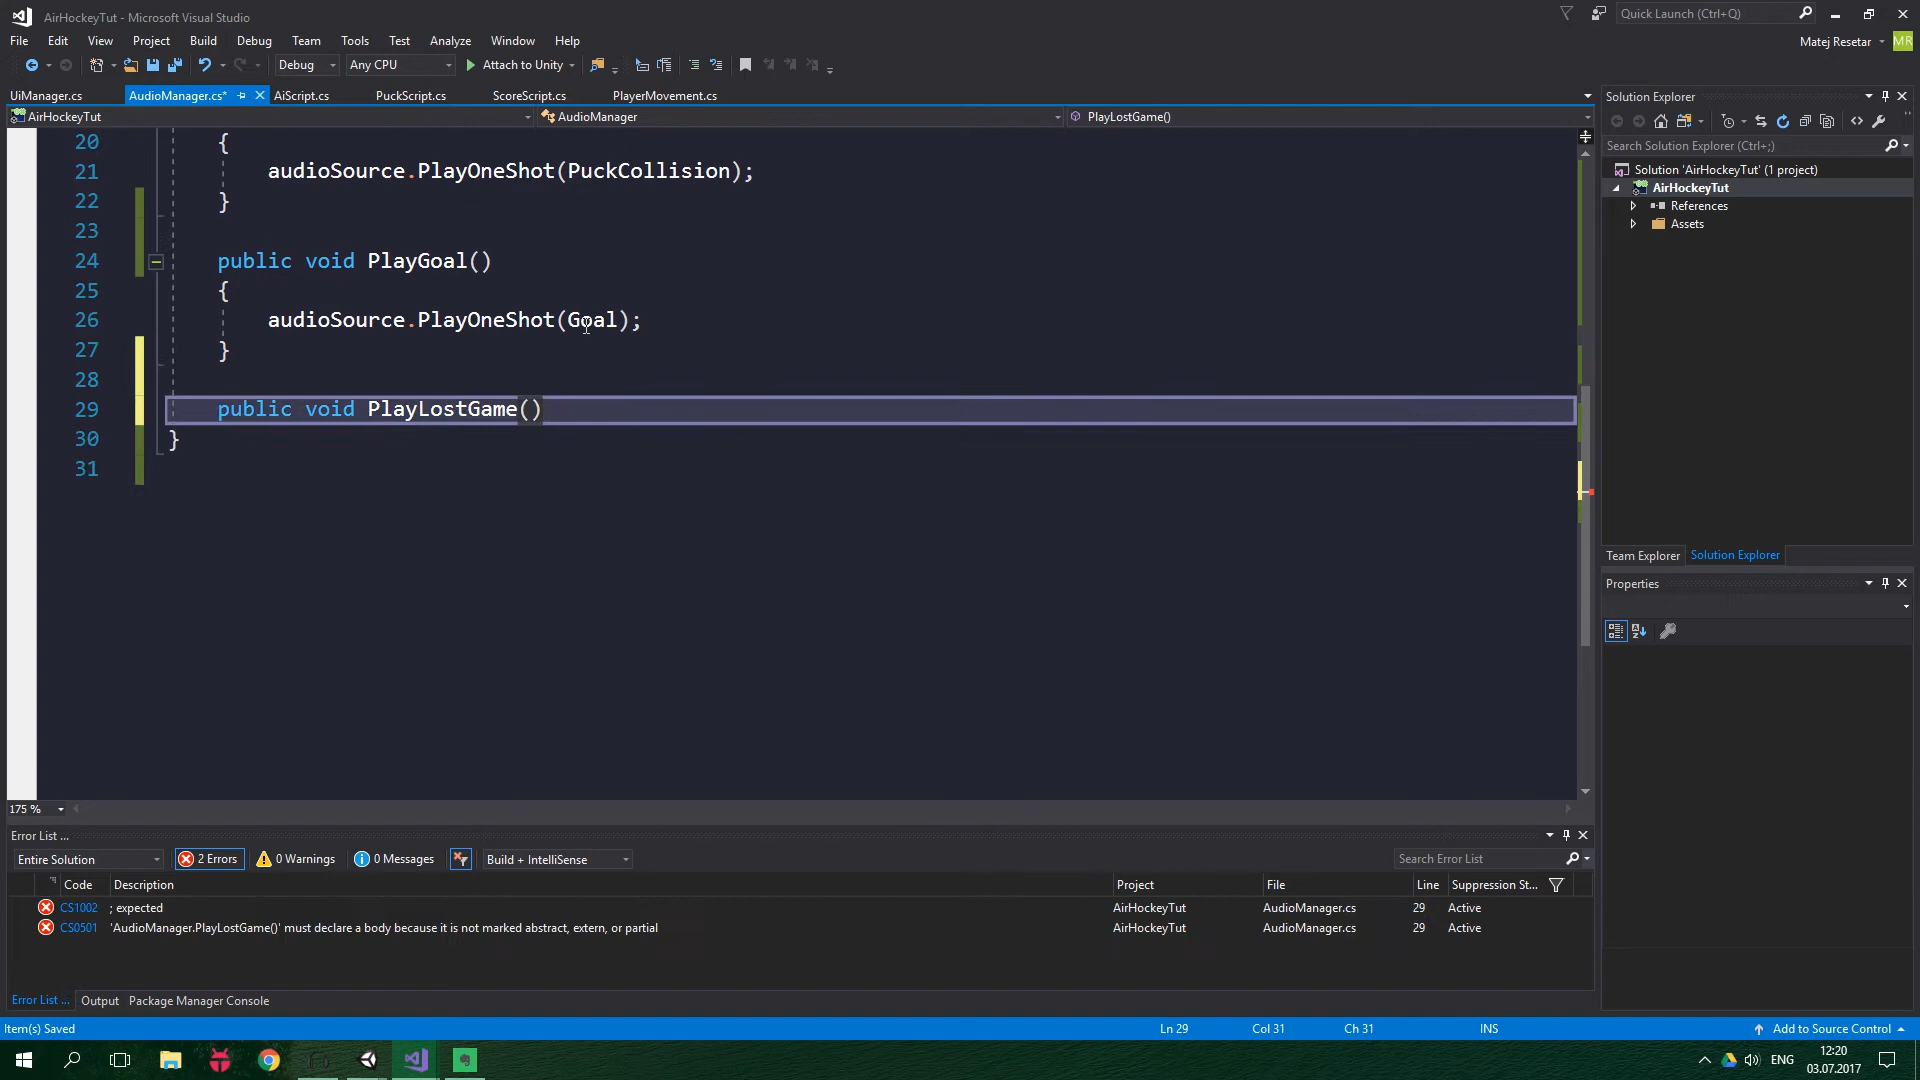 AirHockeyTut - Microsoft Visual Studio
Quick Launch (Ctrl+Q)
File Edit View Project Build Debug Team Tools Test Analyze Window Help
Matej Resetar MR
Debug Any CPU Attach to Unity
UiManager.cs AudioManager.cs* AiScript.cs PuckScript.cs ScoreScript.cs PlayerMovement.cs
Solution Explorer
AirHockeyTut AudioManager PlayLostGame()
Search Solution Explorer (Ctrl+;)
Solution 'AirHockeyTut' (1 project)
AirHockeyTut
References
Assets
20 {
21 audioSource.PlayOneShot(PuckCollision);
22 }
23
24 public void PlayGoal()
25 {
26 audioSource.PlayOneShot(Goal);
27 }
28
29 public void PlayLostGame()
30 }
31
Team Explorer Solution Explorer
Properties
175 %
Error List ...
Entire Solution 2 Errors 0 Warnings 0 Messages Build + IntelliSense Search Error List
Code Description Project File Line Suppression St...
CS1002 ; expected AirHockeyTut AudioManager.cs 29 Active
CS0501 'AudioManager.PlayLostGame()' must declare a body because it is not marked abstract, extern, or partial AirHockeyTut AudioManager.cs 29 Active
Error List ... Output Package Manager Console
Item(s) Saved Ln 29 Col 31 Ch 31 INS Add to Source Control
ENG 12:20
03.07.2017